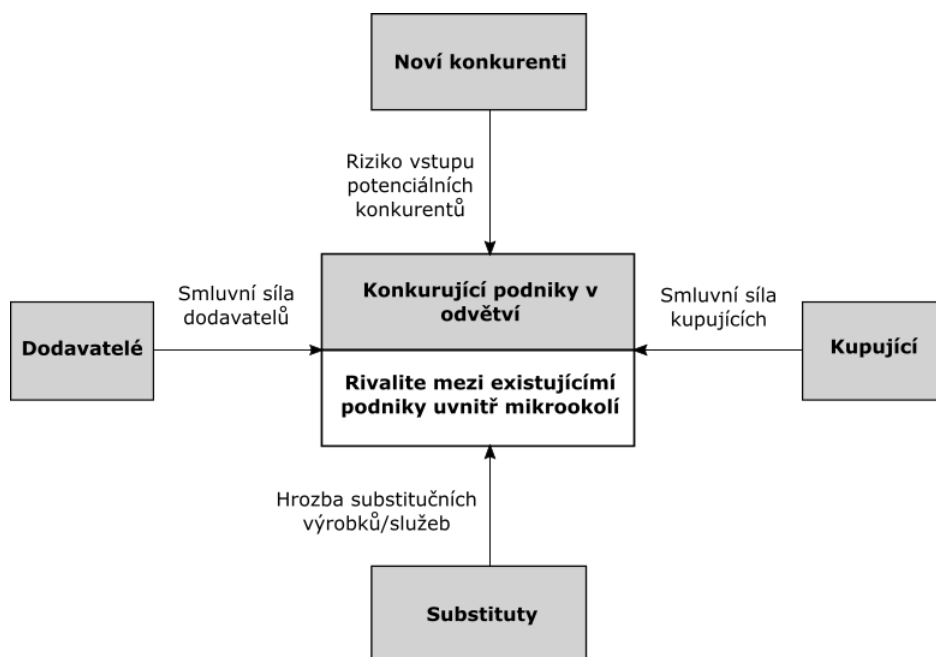 Noví konkurenti
Riziko vstupu
potenciálních
konkurentů
Konkurující podniky v
odvětví
Smluvní síla
dodavatelů
Smluvní síla
kupujících
Dodavatelé
Kupující
Rivalite mezi existujícímí
podniky uvnitř mikrookolí
Hrozba substitučních
výrobků/služeb
Substituty